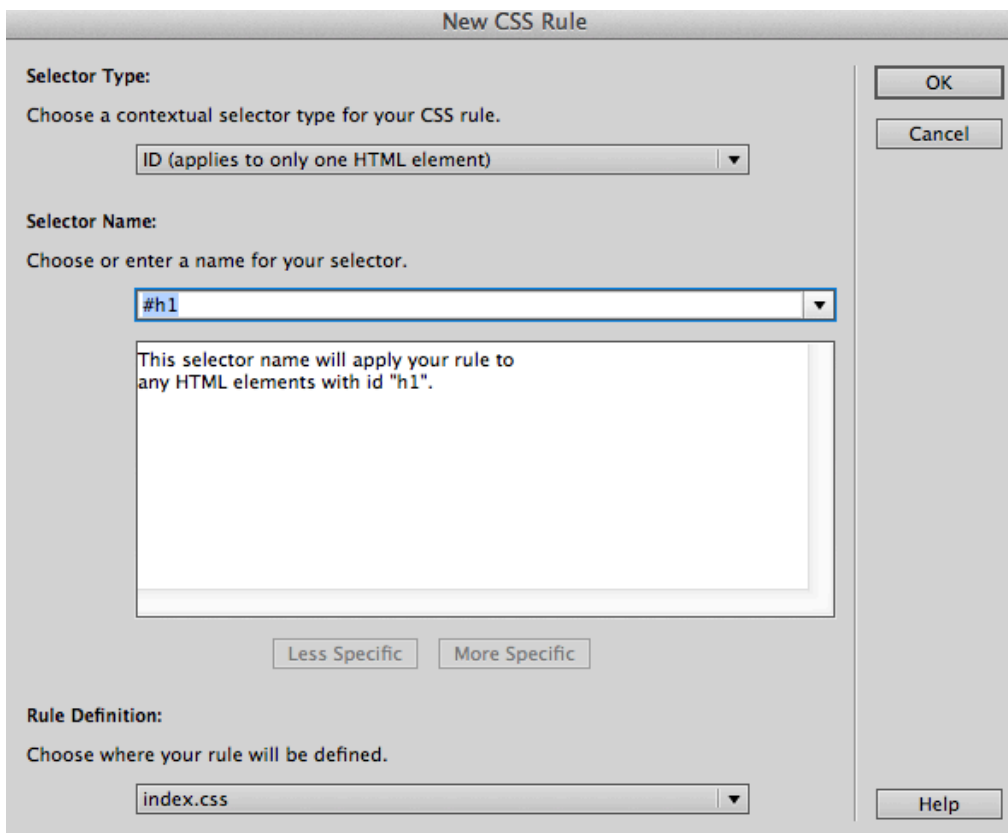 New CSS Rule
Selector Type:
OK
Choose a contextual selector type for your CSS rule.
Cancel
ID (applies to only one HTML element)
Selector Name:
Choose or enter a name for your selector.
#h1
This selector name will apply your rule to
any HTML elements with id "h1".
Less Specific
More Specific
Rule Definition:
Choose where your rule will be defined.
index.css
Help